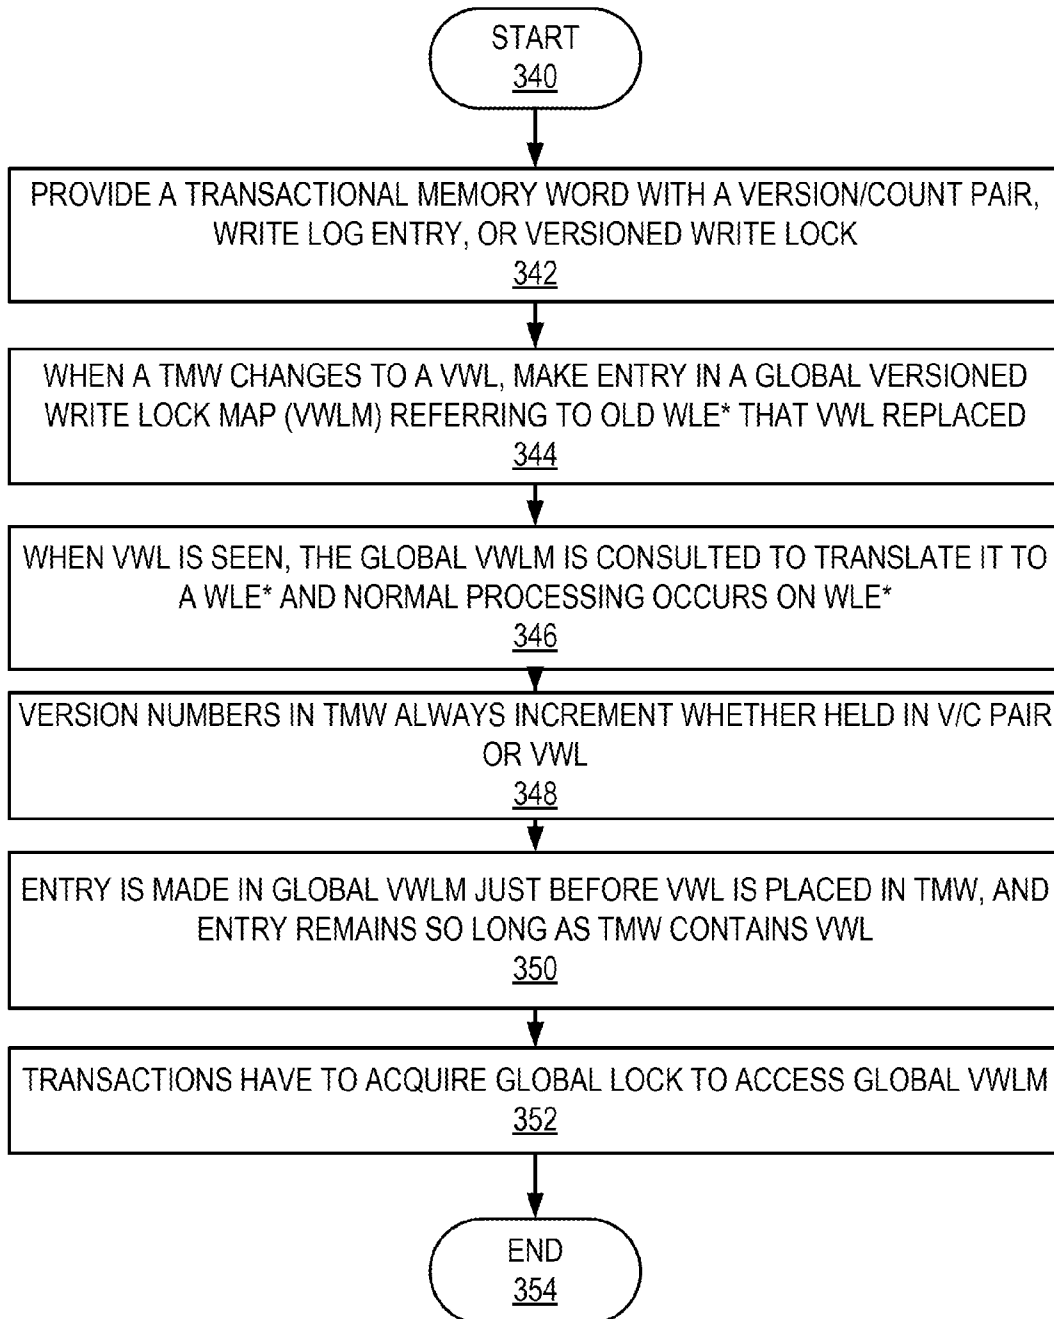 START
340
PROVIDE A TRANSACTIONAL MEMORY WORD WITH A VERSION/COUNT PAIR,
WRITE LOG ENTRY, OR VERSIONED WRITE LOCK
342
WHEN A TMW CHANGES TO A VWL, MAKE ENTRY IN A GLOBAL VERSIONED
WRITE LOCK MAP (VWLM) REFERRING TO OLD WLE* THAT VWL REPLACED
344
WHEN VWL IS SEEN, THE GLOBAL VWLM IS CONSULTED TO TRANSLATE IT TO
A WLE* AND NORMAL PROCESSING OCCURS ON WLE*
346
VERSION NUMBERS IN TMW ALWAYS INCREMENT WHETHER HELD IN V/C PAIR
OR VWL
348
ENTRY IS MADE IN GLOBAL VWLM JUST BEFORE VWL IS PLACED IN TMW, AND
ENTRY REMAINS SO LONG AS TMW CONTAINS VWL
350
TRANSACTIONS HAVE TO ACQUIRE GLOBAL LOCK TO ACCESS GLOBAL VWLM
352
END
354